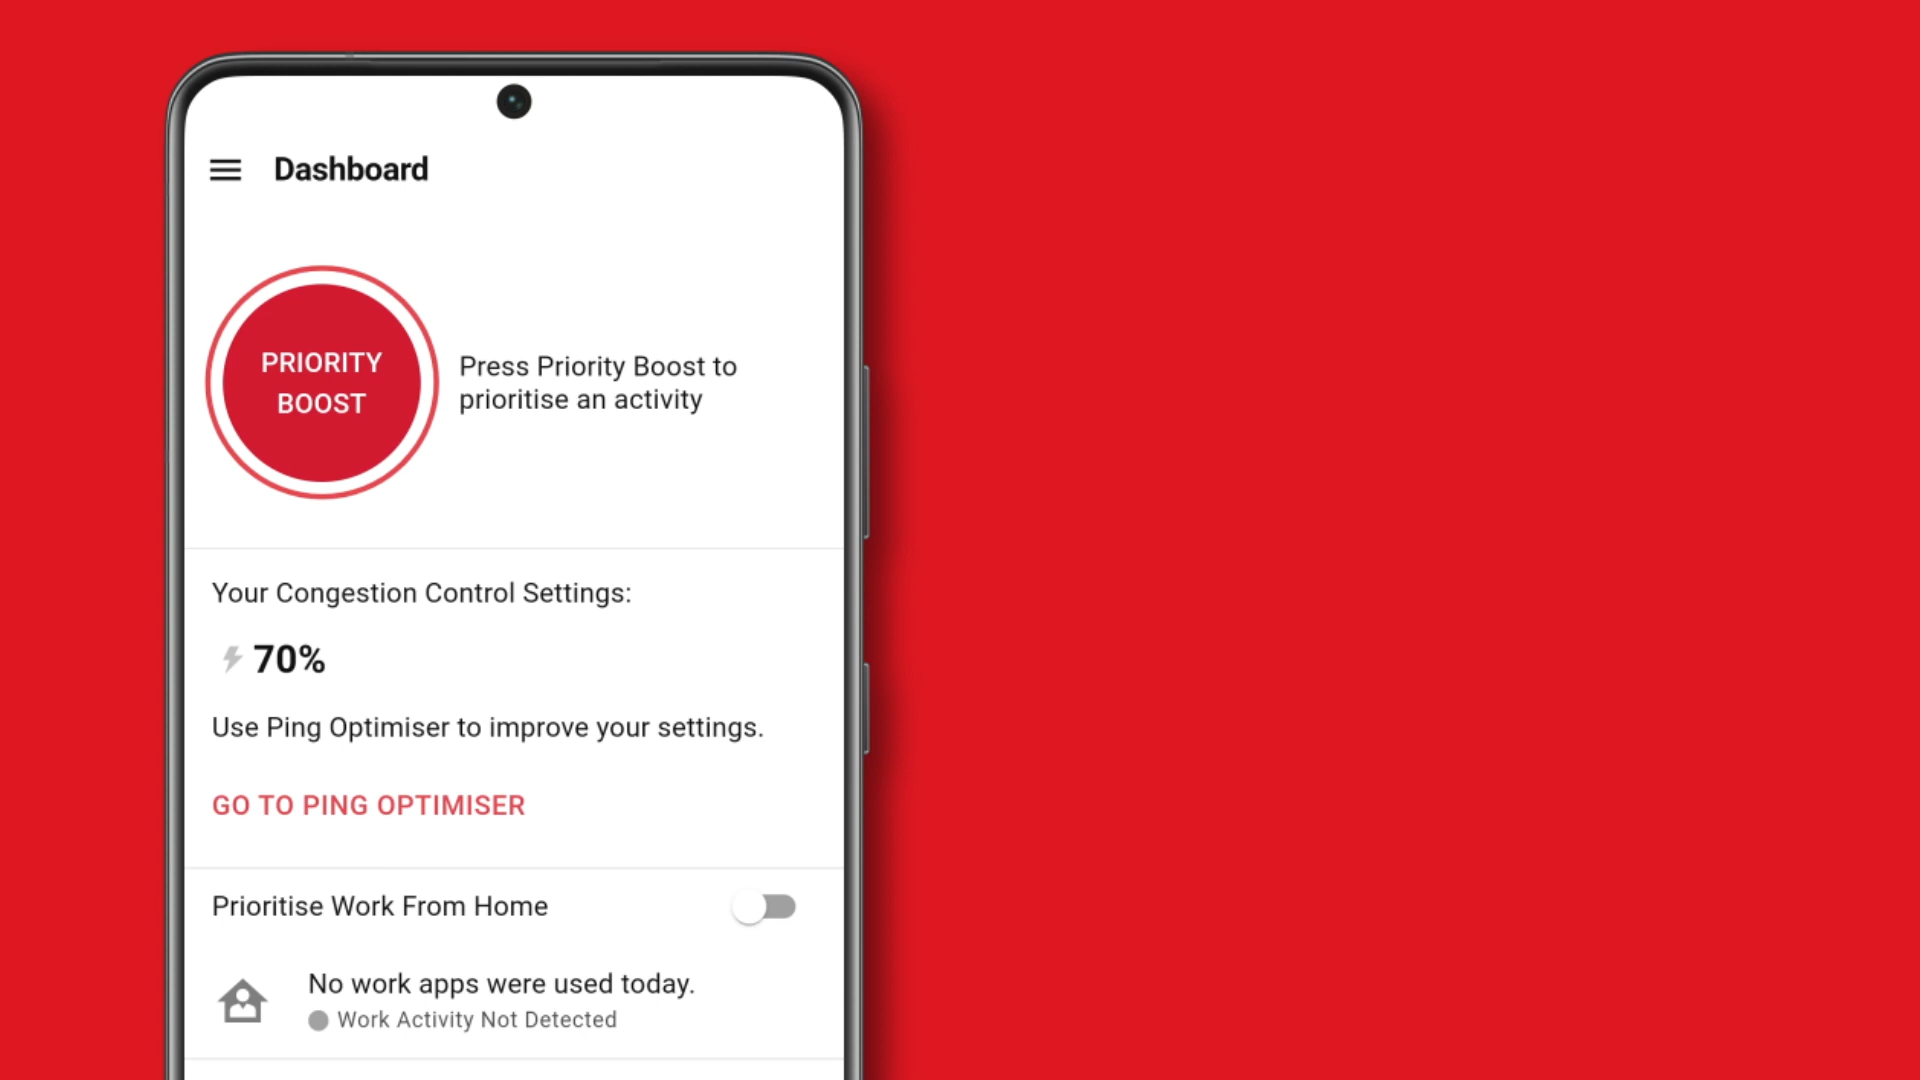 Dashboard
PRIORITY
BOOST
Press Priority Boost to
prioritise an activity
Your Congestion Control Settings:
70%
Use Ping Optimiser to improve your settings.
GO TO PING OPTIMISER
Prioritise Work From Home
No work apps were used today.
Work Activity Not Detected